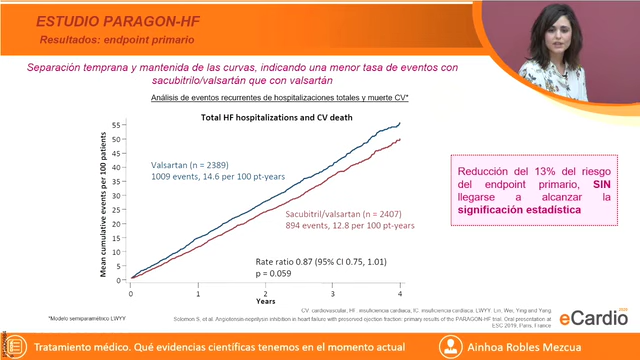 ESTUDIO PARAGON-HF
Resultados: endpoint primario
Separación temprana y mantenida de las curvas, indicando una menor tasa de eventos con
sacubitrilo/valsartán que con valsartán
Análisis de eventos recurrentes de hospitalizaciones totales y muerte CV*
Total HF hospitalizations and CV death
Mean cumulative events per 100 patients
55
50
45
40
35
30
25
20
15
10
5
0
Valsartan (n = 2389)
1009 events, 14.6 per 100 pt-years
Sacubitril/valsartan (n = 2407)
894 events, 12.8 per 100 pt-years
Rate ratio 0.87 (95% CI 0.75, 1.01)
p = 0.059
0 1 2 3 4
Years
Reducción del 13% del riesgo
del endpoint primario, SIN
llegarse a alcanzar la
significación estadística
*Modelo semiparamétrico LWYY
CV: cardiovascular, HF: insuficiencia cardiaca; IC: insuficiencia cardiaca; LWYY: Lin, Wei, Ying and Yang.
Solomon S, et al. Angiotensin-neprilysin inhibition in heart failure with preserved ejection fraction: primary results of the PARAGON-HF trial. Oral presentation at
ESC 2019; Paris, France
eCardio
Tratamiento médico. Qué evidencias científicas tenemos en el momento actual
Ainhoa Robles Mezcua